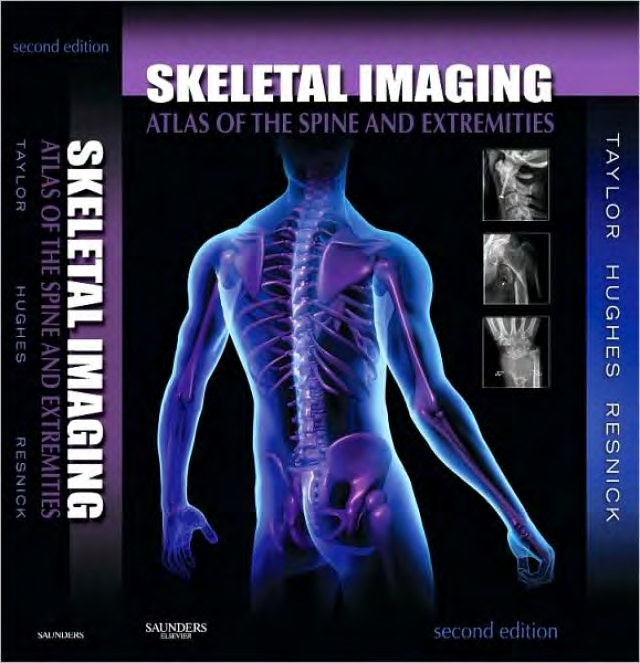 second edition
SKELETAL IMAGING
ATLAS OF THE SPINE AND EXTREMITIES
TAYLOR HUGHES RESNICK
SAUNDERS
SKELETAL IMAGING
ATLAS OF THE SPINE AND EXTREMITIES
TAYLOR HUGHES RESNICK
SAUNDERS
ELSEVIER
second edition